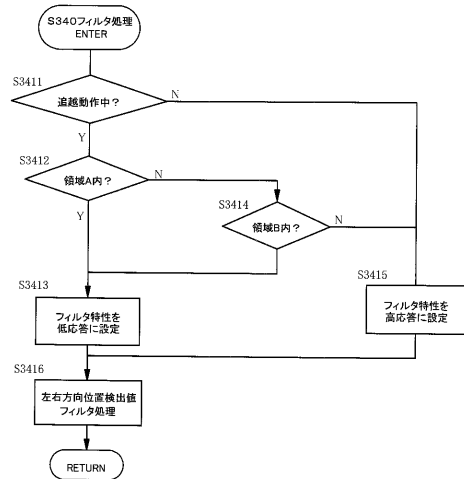 S340フィルタ処理
ENTER
S3411
追越動作中?
N
Y
S3412
領域A内?
N
Y
S3414
領域B内?
N
S3413
フィルタ特性を
低応答に設定
S3415
フィルタ特性を
高応答に設定
S3416
左右方向位置検出値
フィルタ処理
RETURN